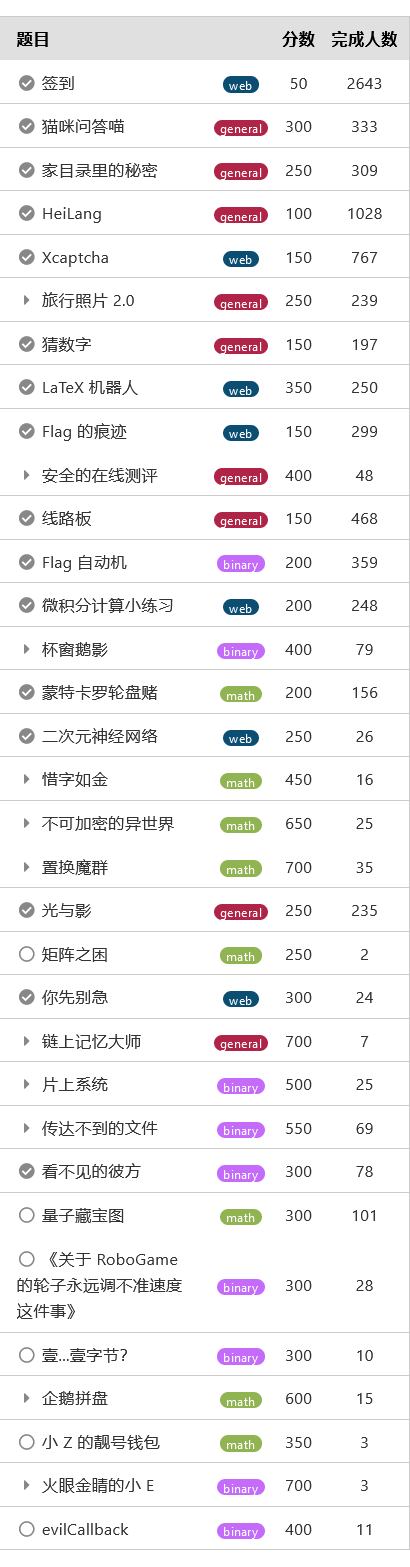 题目 分数 完成人数
签到 web 50 2643
猫咪问答喵 general 300 333
家目录里的秘密 general 250 309
HeiLang general 100 1028
Xcaptcha web 150 767
旅行照片 2.0 general 250 239
猜数字 general 150 197
LaTeX 机器人 web 350 250
Flag 的痕迹 web 150 299
安全的在线测评 general 400 48
线路板 general 150 468
Flag 自动机 binary 200 359
微积分计算小练习 web 200 248
杯窗鹅影 binary 400 79
蒙特卡罗轮盘赌 math 200 156
二次元神经网络 web 250 26
惜字如金 math 450 16
不可加密的异世界 math 650 25
置换魔群 math 700 35
光与影 general 250 235
矩阵之困 math 250 2
你先别急 web 300 24
链上记忆大师 general 700 7
片上系统 binary 500 25
传达不到的文件 binary 550 69
看不见的彼方 binary 300 78
量子藏宝图 math 300 101
《关于 RoboGame
的轮子永远调不准速度 binary 300 28
这件事》
壹...壹字节? binary 300 10
企鹅拼盘 math 600 15
小 Z 的靓号钱包 math 350 3
火眼金睛的小 E binary 700 3
evilCallback binary 400 11